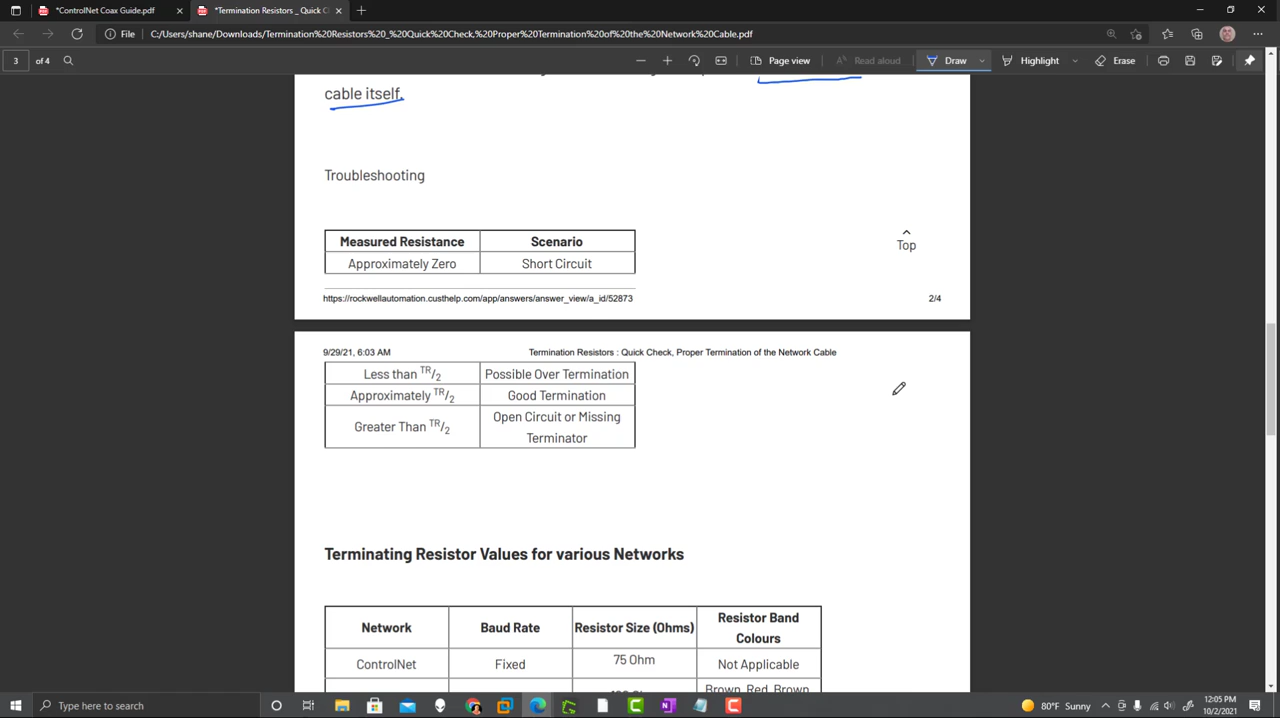 *ControlNet Coax Guide.pdf
*Termination Resistors _ Quick C
File
C:/Users/shane/Downloads/Termination%20Resistors%20_%20Quick%20Check,%20Proper%20Termination%20of%20the%20Network%20Cable.pdf
3 of 4
Page view
Read aloud
Draw
Highlight
Erase
cable itself.
Troubleshooting
Measured Resistance Scenario
Approximately Zero Short Circuit
Top
https://rockwellautomation.custhelp.com/app/answers/answer_view/a_id/52873 2/4
9/29/21, 6:03 AM Termination Resistors : Quick Check, Proper Termination of the Network Cable
Less than TR/2 Possible Over Termination
Approximately TR/2 Good Termination
Greater Than TR/2 Open Circuit or Missing
Terminator
Terminating Resistor Values for various Networks
Network Baud Rate Resistor Size (Ohms) Resistor Band
Colours
ControlNet Fixed 75 Ohm Not Applicable
Brown, Red, Brown
Type here to search
80°F Sunny
12:05 PM
10/2/2021